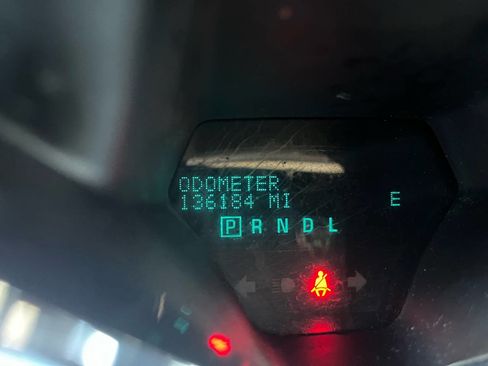 ODOMETER
136184 MI E
P R N D L